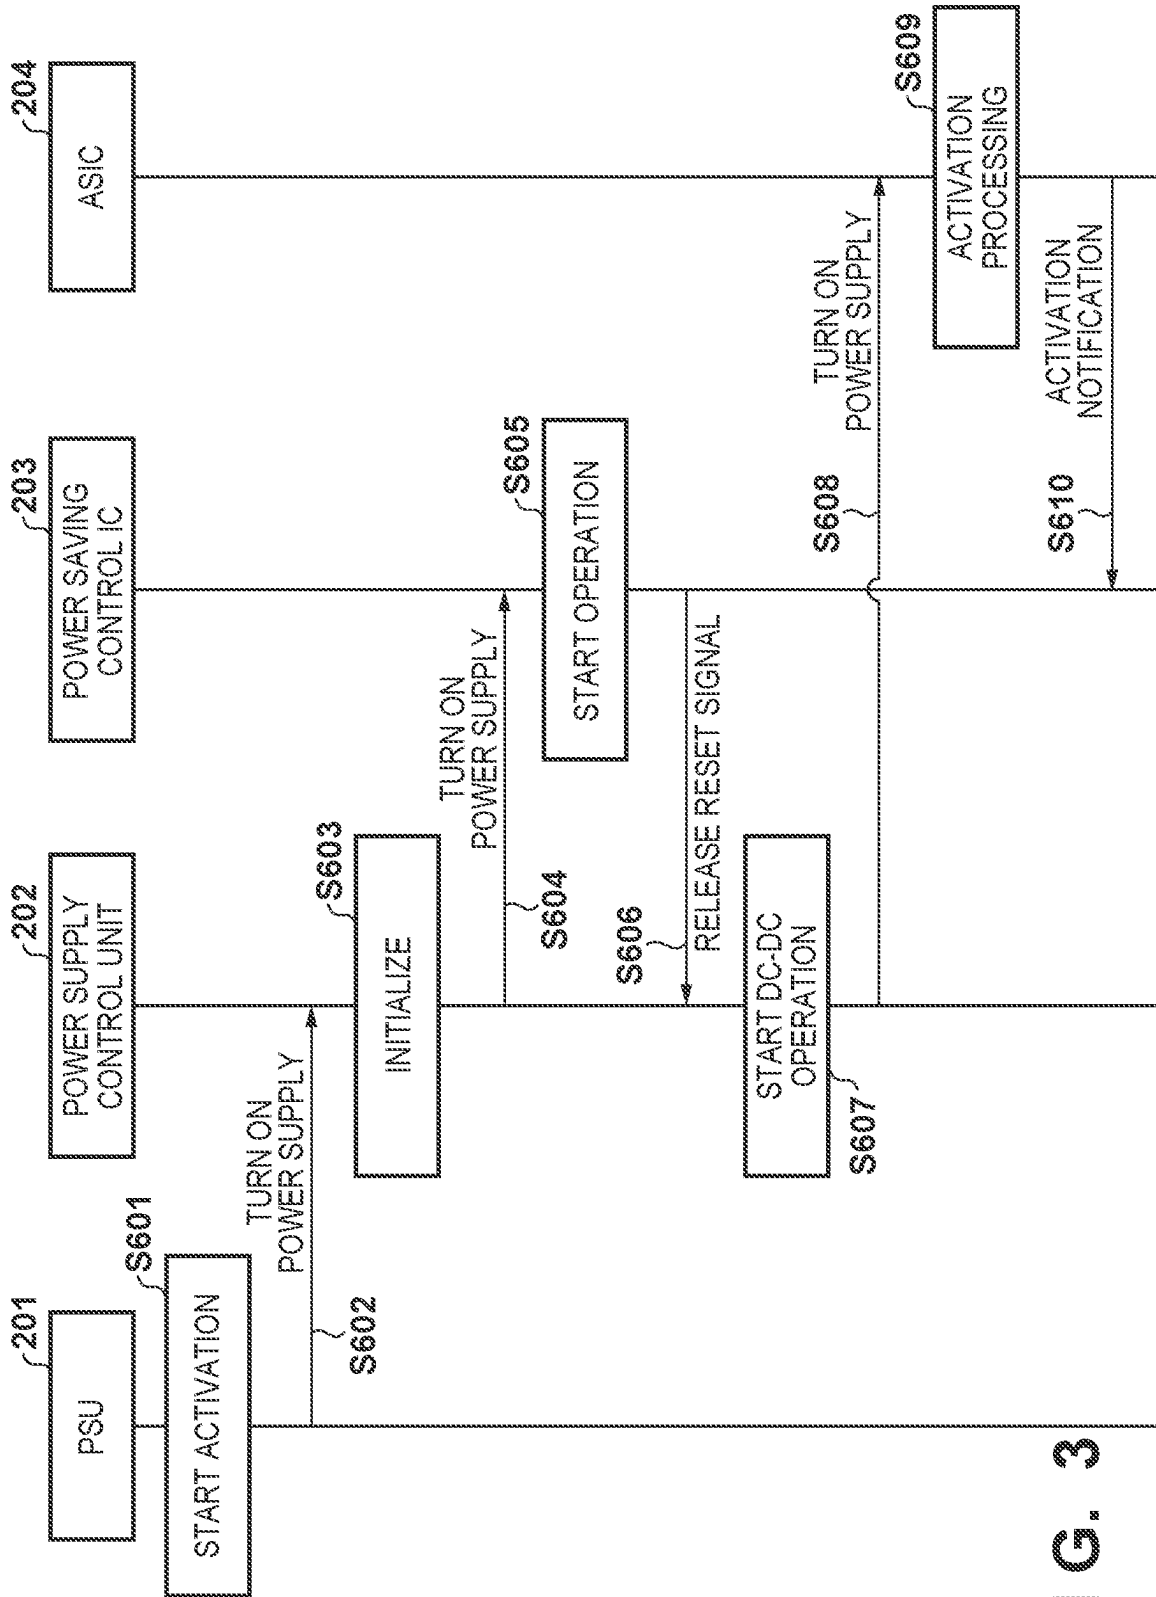 201
PSU
202
POWER SUPPLY
CONTROL UNIT
203
POWER SAVING
CONTROL IC
204
ASIC
S601
START ACTIVATION
TURN ON
POWER SUPPLY
S602
S603
INITIALIZE
TURN ON
POWER SUPPLY
S604
S605
START OPERATION
S606
RELEASE RESET SIGNAL
START DC-DC
OPERATION
S607
TURN ON
POWER SUPPLY
S608
S609
ACTIVATION
PROCESSING
ACTIVATION
NOTIFICATION
S610
G. 3